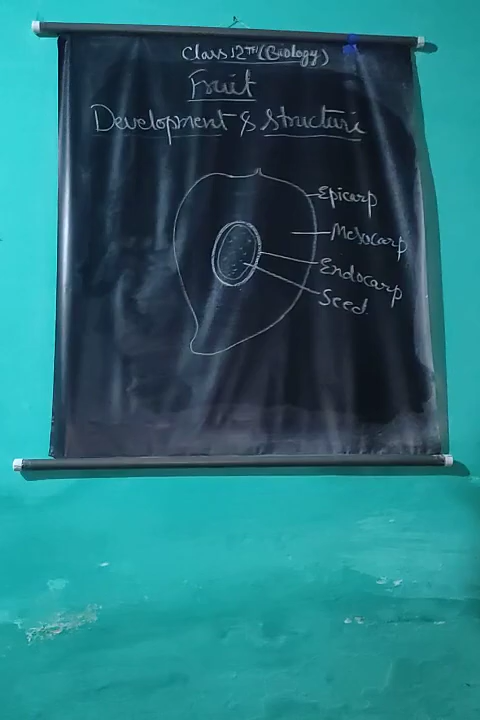 Class 12TH (Biology)
Fruit
Development & Structure
Epicarp
Mesocarp
Endocarp
Seed.